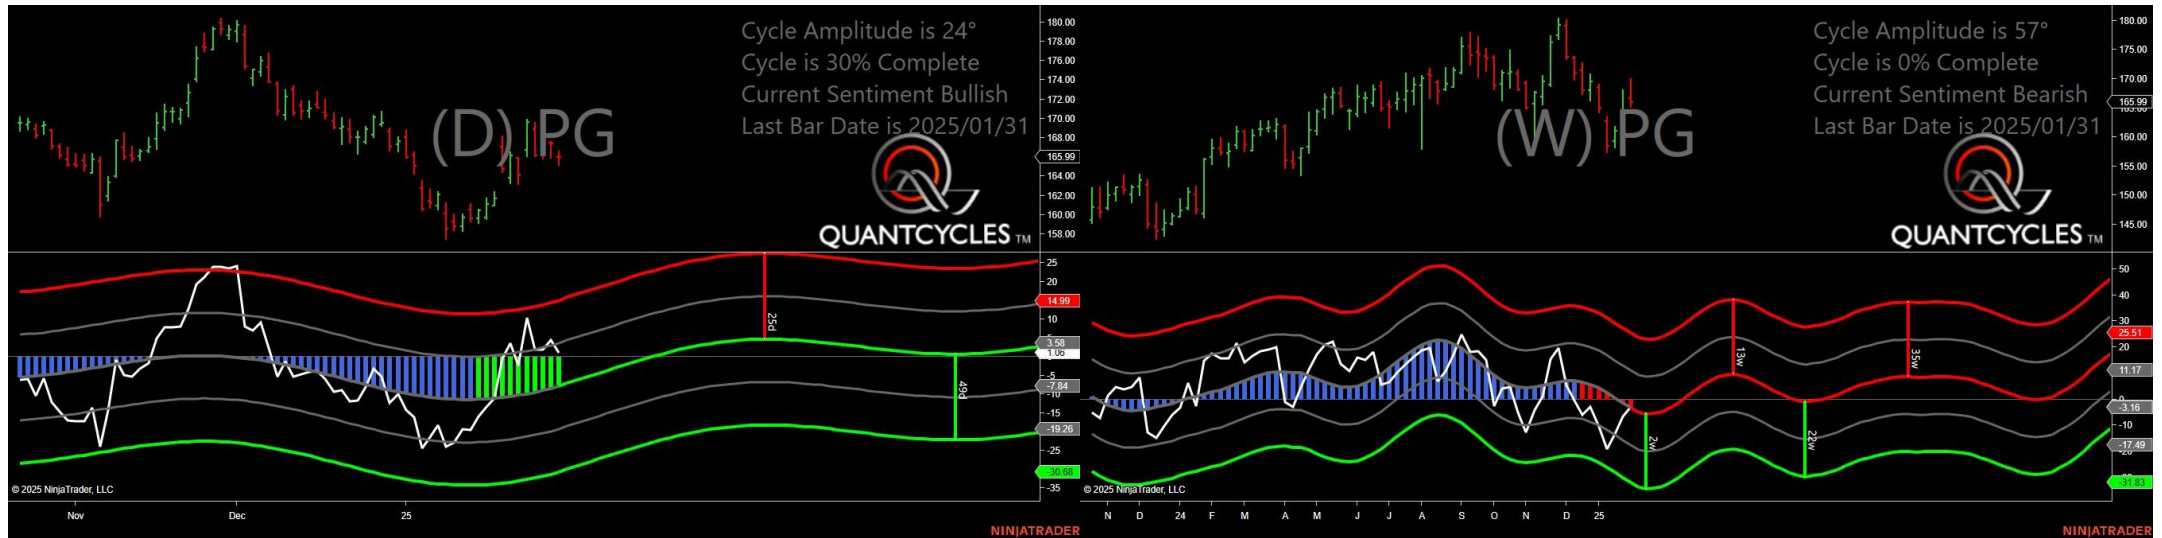 Cycle Amplitude is 24°
Cycle is 30% Complete
Current Sentiment Bullish
Last Bar Date is 2025/01/31
(D) PG
QUANTCYCLES TM
180.00
178.00
176.00
174.00
172.00
170.00
168.00
165.99
164.00
162.00
160.00
158.00
25
20
14.99
10
3.58
1.06
-5
-7.84
-10
-15
-19.26
-25
-30.68
-35
25d
49d
© 2025 NinjaTrader, LLC
Nov Dec 25
NINJATRADER
Cycle Amplitude is 57°
Cycle is 0% Complete
Current Sentiment Bearish
Last Bar Date is 2025/01/31
(W) PG
QUANTCYCLES TM
180.00
175.00
170.00
165.99
160.00
155.00
150.00
145.00
50
40
30
25.51
20
11.17
-3.16
-10
-17.49
-31.83
13w
35w
2w
22w
© 2025 NinjaTrader, LLC
N D 24 F M A M J J A S O N D 25
NINJATRADER